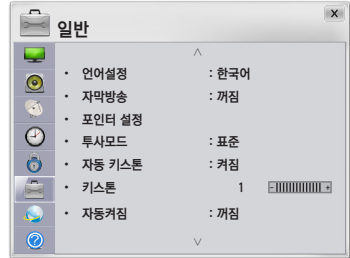 일반
X
∧
• 언어설정 : 한국어
• 자막방송 : 꺼짐
• 포인터 설정
• 투사모드 : 표준
• 자동 키스톤 : 켜짐
• 키스톤 1 - +
• 자동켜짐 : 꺼짐
∨
?